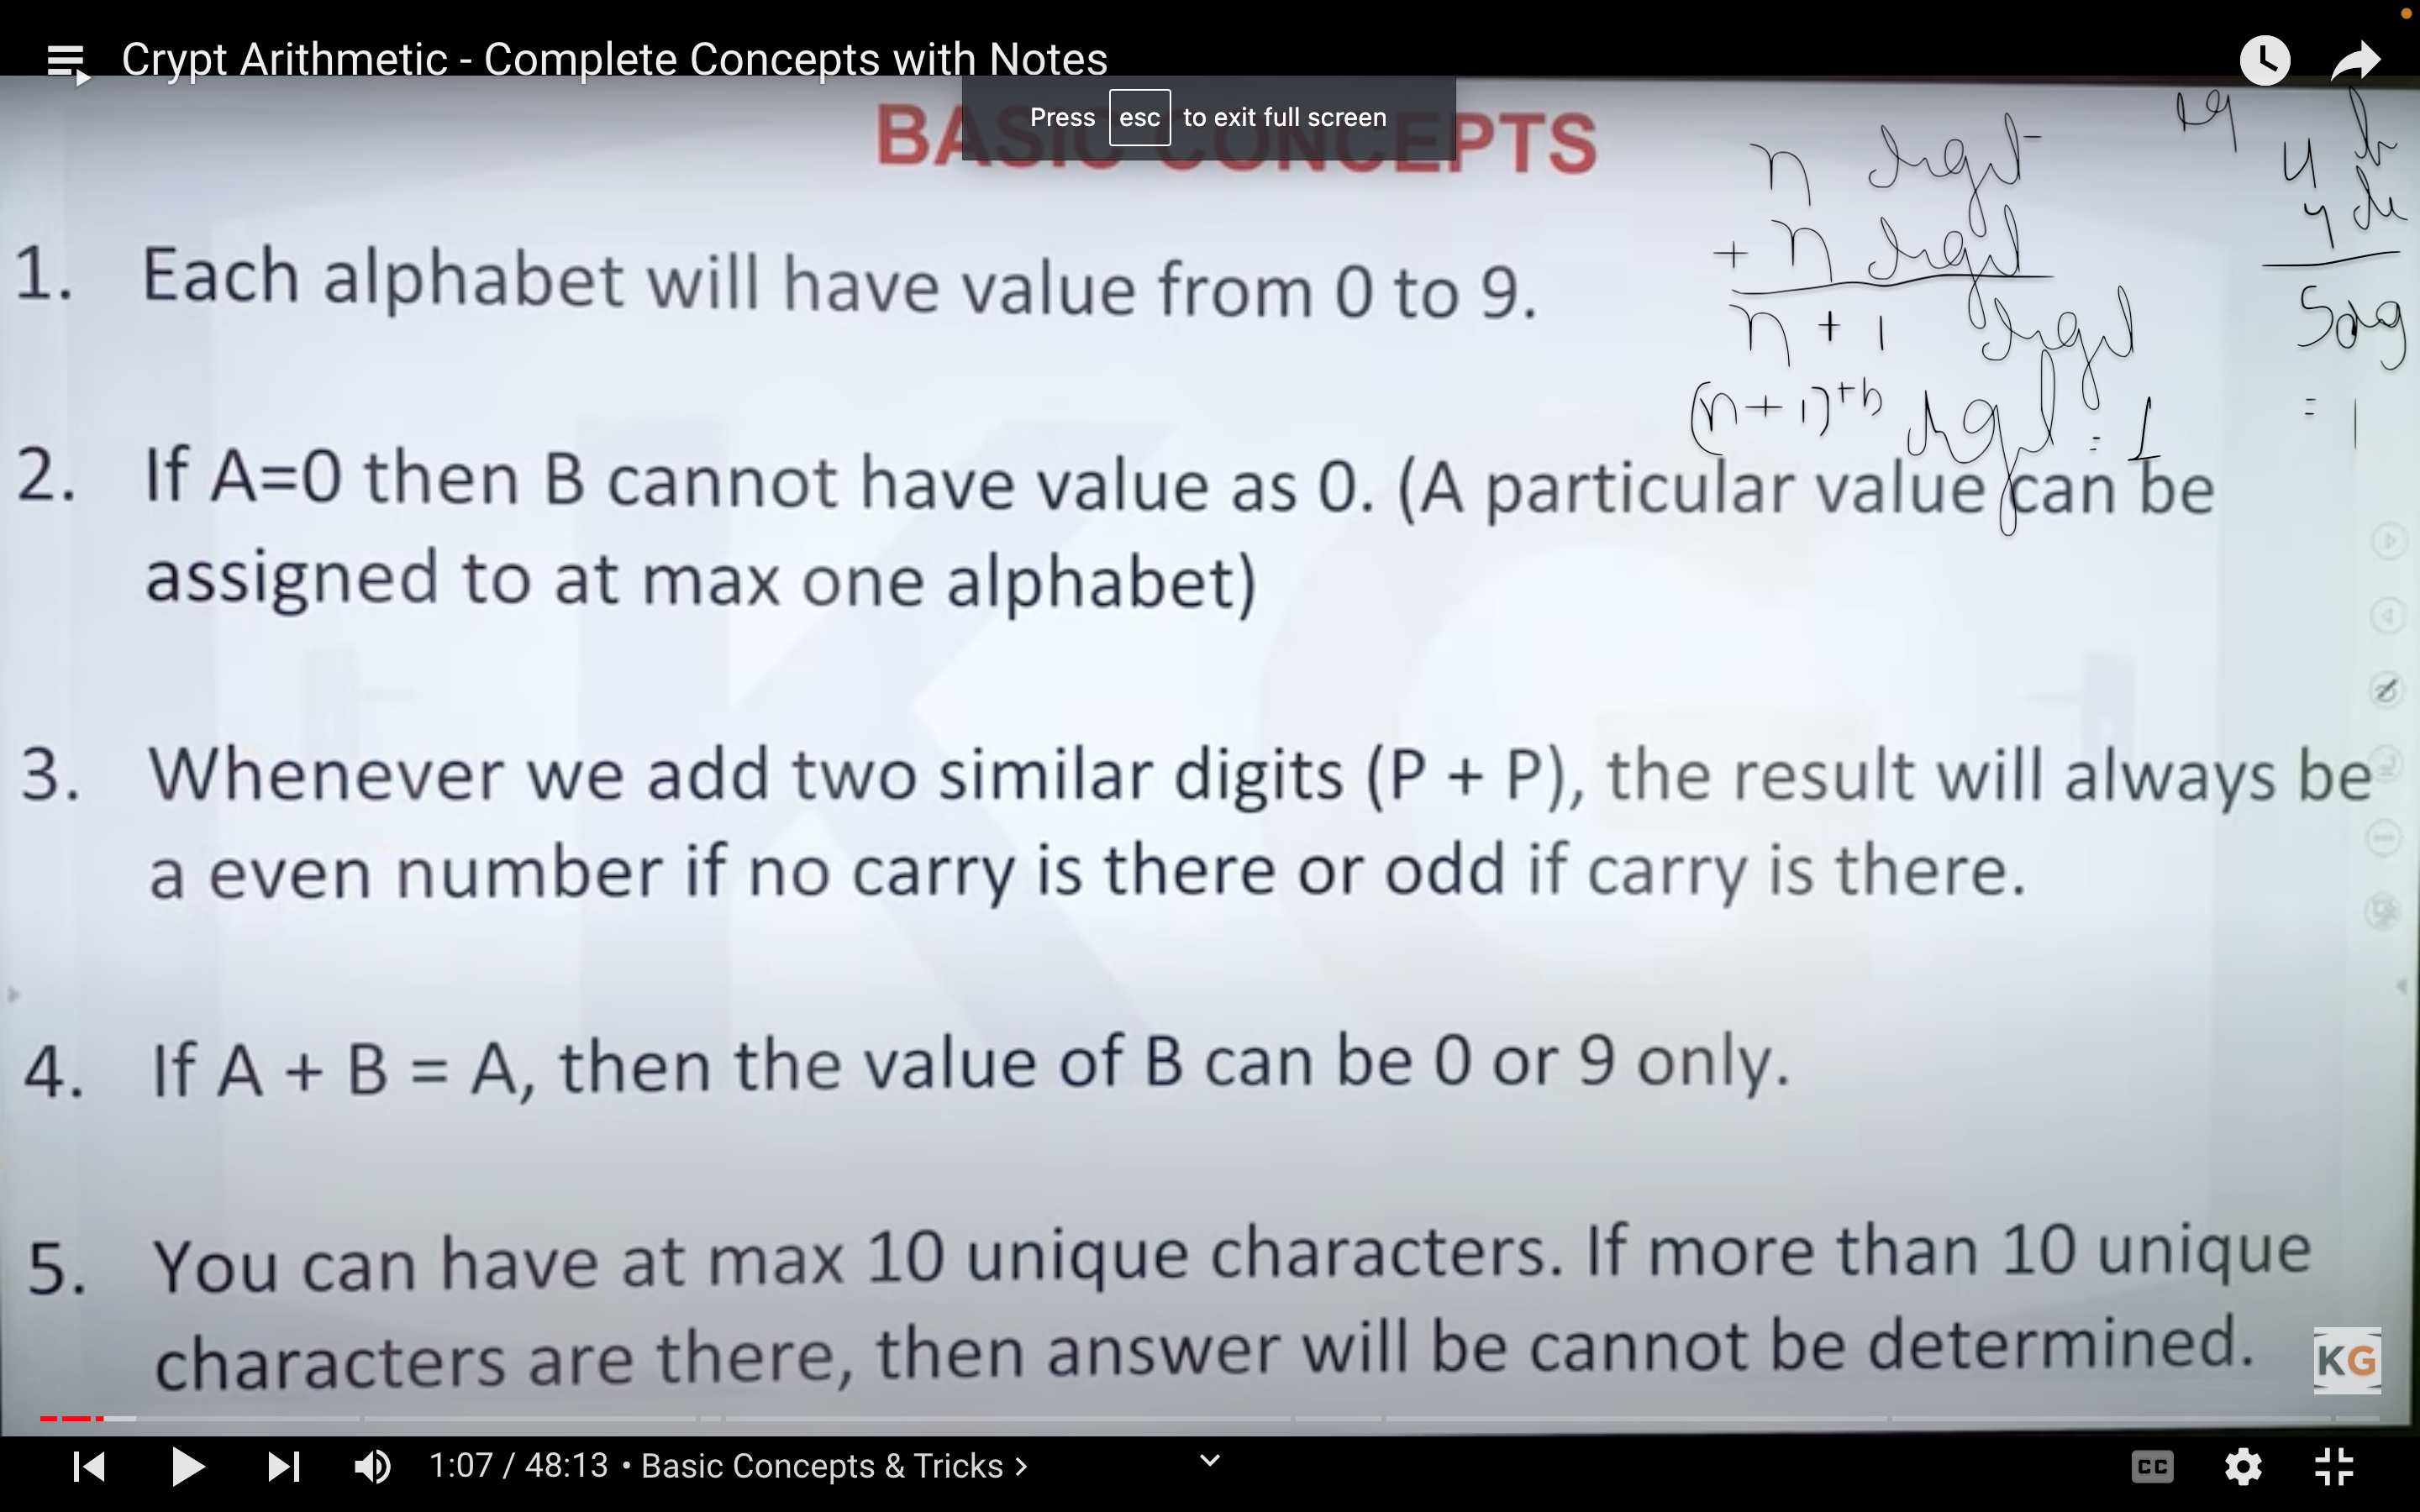 Crypt Arithmetic - Complete Concepts with Notes
Press esc to exit full screen
BASIC CONCEPTS
n digit
+ n digit
n + 1 digit
(n+1)th digit = 1
eg
4
4
5 dig
= 1
1. Each alphabet will have value from 0 to 9.
2. If A=0 then B cannot have value as 0. (A particular value can be
assigned to at max one alphabet)
3. Whenever we add two similar digits (P + P), the result will always be
a even number if no carry is there or odd if carry is there.
4. If A + B = A, then the value of B can be 0 or 9 only.
5. You can have at max 10 unique characters. If more than 10 unique
characters are there, then answer will be cannot be determined.
KG
1:07 / 48:13 • Basic Concepts & Tricks >
CC